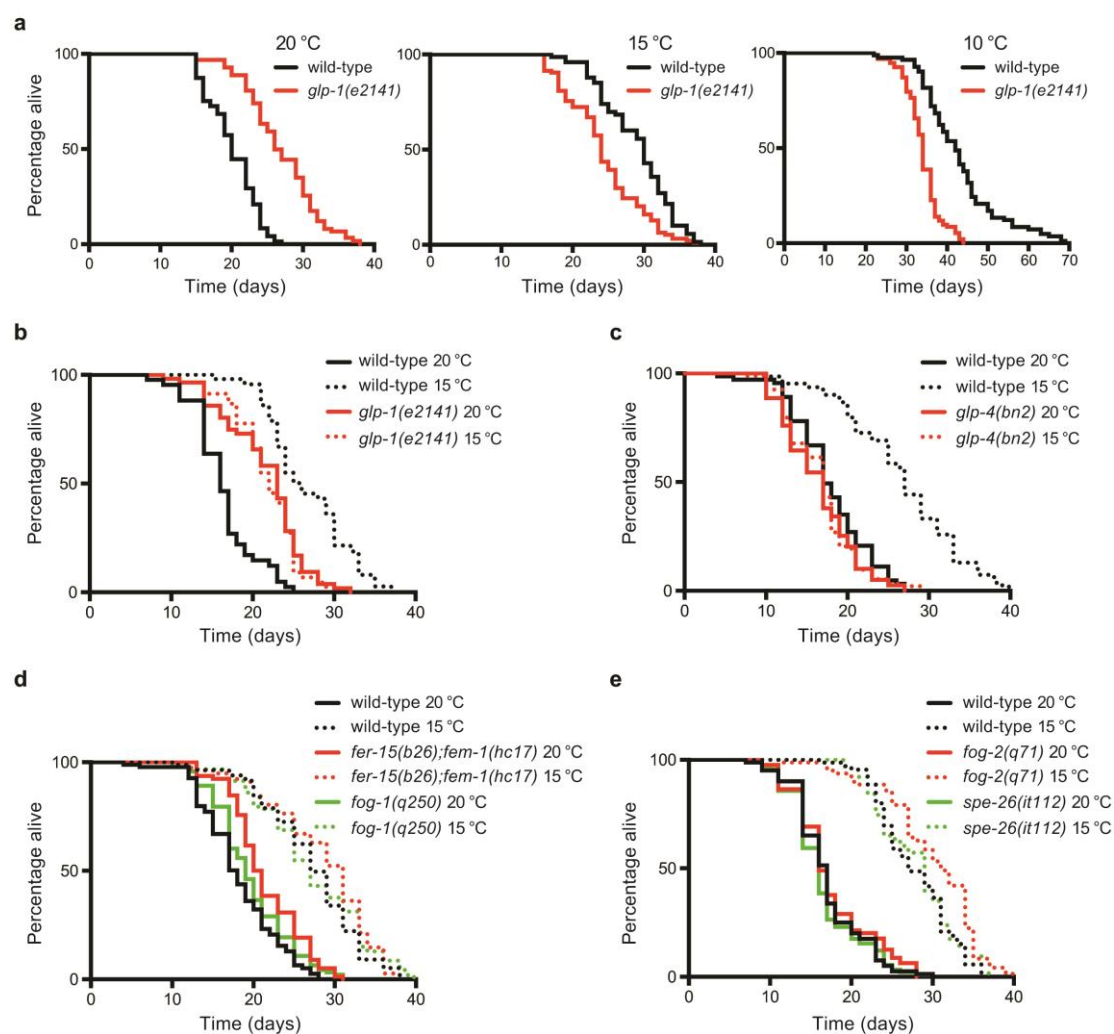 a
20 °C
wild-type
glp-1(e2141)
15 °C
wild-type
glp-1(e2141)
10 °C
wild-type
glp-1(e2141)
Percentage alive
100
50
0
0 10 20 30 40
Time (days)
100
50
0
0 10 20 30 40
Time (days)
100
50
0
0 10 20 30 40 50 60 70
Time (days)
b
wild-type 20 °C
wild-type 15 °C
glp-1(e2141) 20 °C
glp-1(e2141) 15 °C
Percentage alive
100
50
0
0 10 20 30 40
Time (days)
c
wild-type 20 °C
wild-type 15 °C
glp-4(bn2) 20 °C
glp-4(bn2) 15 °C
Percentage alive
100
50
0
0 10 20 30 40
Time (days)
d
wild-type 20 °C
wild-type 15 °C
fer-15(b26);fem-1(hc17) 20 °C
fer-15(b26);fem-1(hc17) 15 °C
fog-1(q250) 20 °C
fog-1(q250) 15 °C
Percentage alive
100
50
0
0 10 20 30 40
Time (days)
e
wild-type 20 °C
wild-type 15 °C
fog-2(q71) 20 °C
fog-2(q71) 15 °C
spe-26(it112) 20 °C
spe-26(it112) 15 °C
Percentage alive
100
50
0
0 10 20 30 40
Time (days)